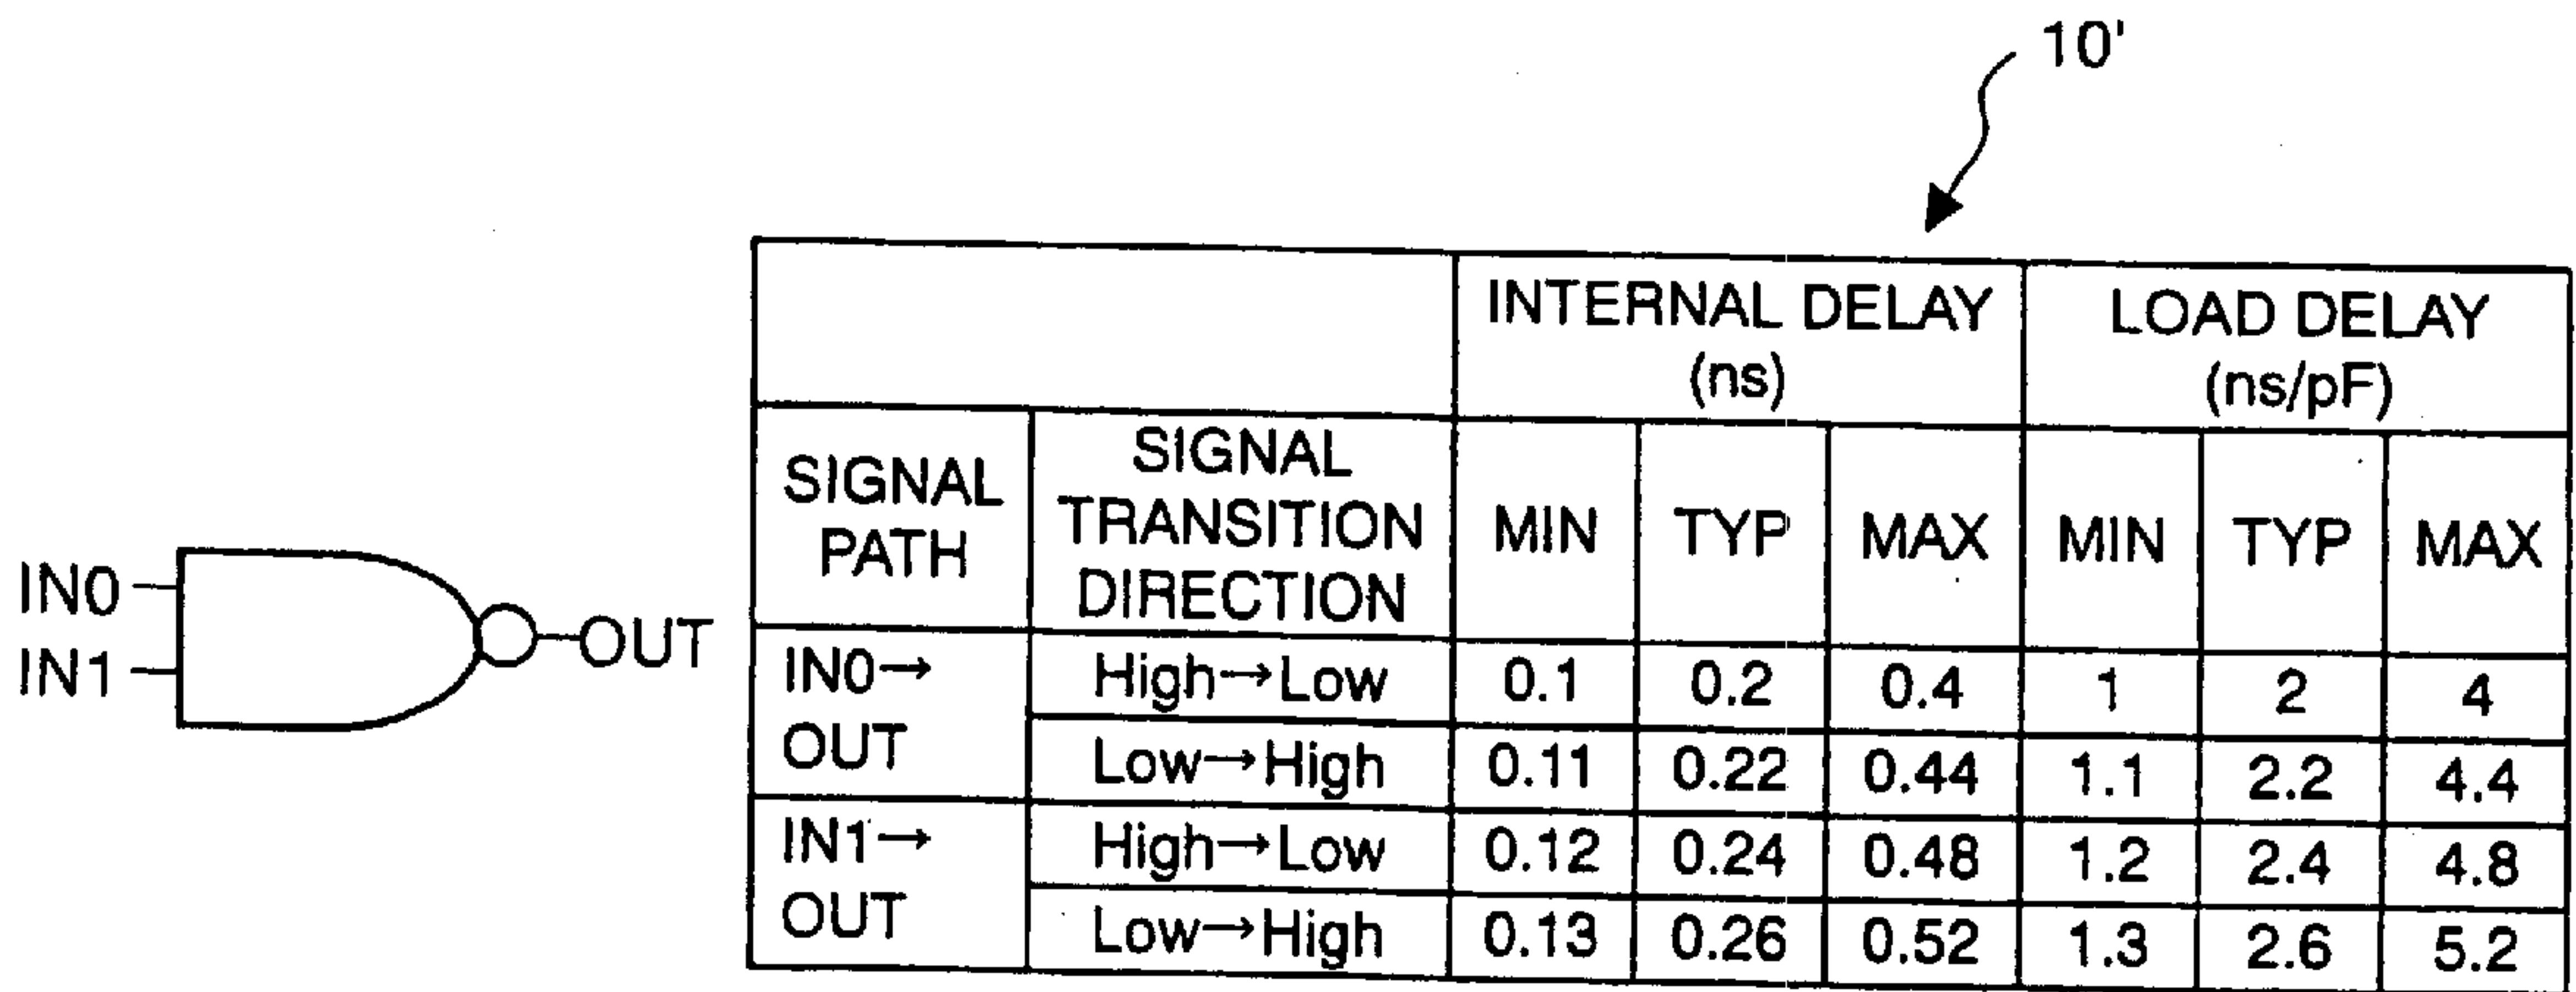 10'
IN0
IN1
OUT
INTERNAL DELAY
(ns)
LOAD DELAY
(ns/pF)
SIGNAL
PATH
SIGNAL
TRANSITION
DIRECTION
MIN
TYP
MAX
MIN
TYP
MAX
IN0→
OUT
High→Low
0.1
0.2
0.4
1
2
4
Low→High
0.11
0.22
0.44
1.1
2.2
4.4
IN1→
OUT
High→Low
0.12
0.24
0.48
1.2
2.4
4.8
Low→High
0.13
0.26
0.52
1.3
2.6
5.2